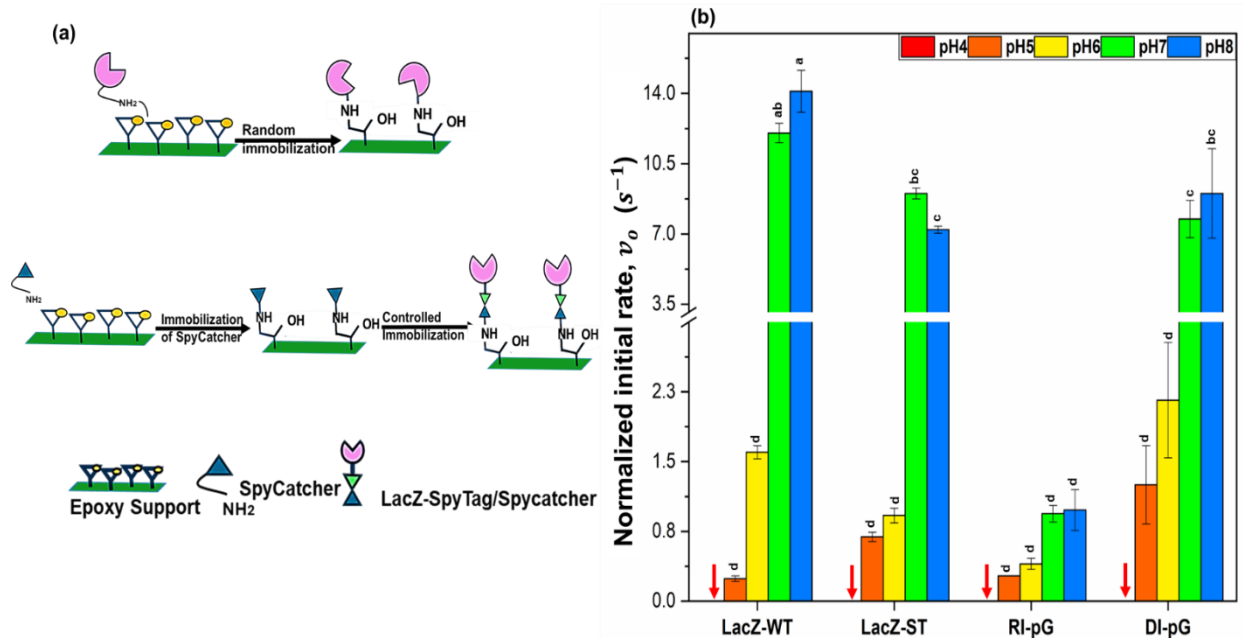 (a)
NH₂
Random
immobilization
NH
OH
NH
OH
NH₂
Immobilization
of SpyCatcher
NH
OH
NH
OH
Controlled
Immobilization
NH
OH
NH
OH
Epoxy Support
SpyCatcher
NH₂
LacZ-SpyTag/Spycatcher
(b)
pH4 pH5 pH6 pH7 pH8
Normalized initial rate, v₀ (s⁻¹)
14.0
10.5
7.0
3.5
2.3
1.5
0.8
0.0
d d ab a
d d bc c
d d d d
d d c bc
LacZ-WT LacZ-ST RI-pG DI-pG